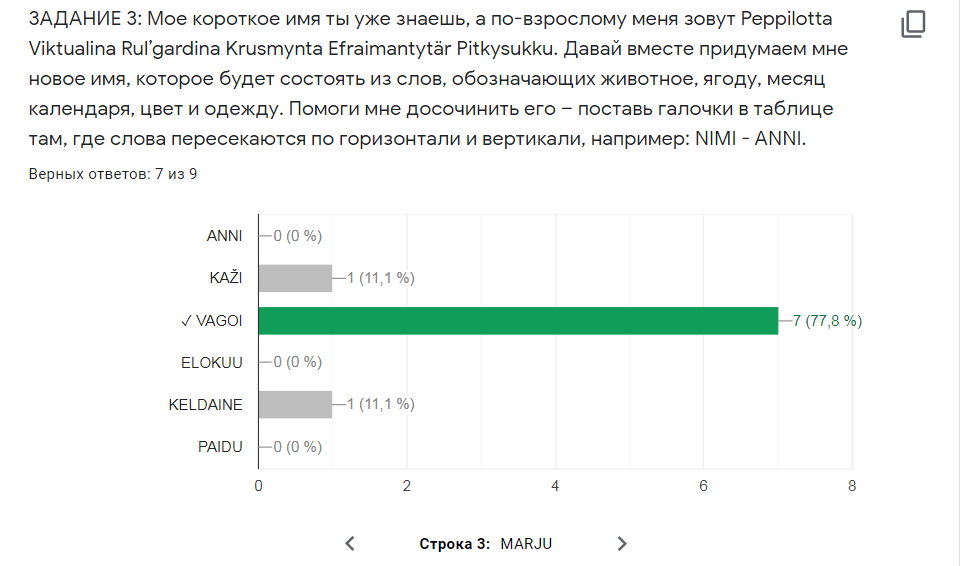 ЗАДАНИЕ 3: Мое короткое имя ты уже знаешь, а по-взрослому меня зовут Peppilotta
Viktualina Rul’gardina Krusmynta Efraimantytär Pitkysukku. Давай вместе придумаем мне
новое имя, которое будет состоять из слов, обозначающих животное, ягоду, месяц
календаря, цвет и одежду. Помоги мне досочинить его – поставь галочки в таблице
там, где слова пересекаются по горизонтали и вертикали, например: NIMI - ANNI.
Верных ответов: 7 из 9
ANNI 0 (0 %)
KAŽI 1 (11,1 %)
✓ VAGOI 7 (77,8 %)
ELOKUU 0 (0 %)
KELDAINE 1 (11,1 %)
PAIDU 0 (0 %)
0 2 4 6 8
Строка 3: MARJU